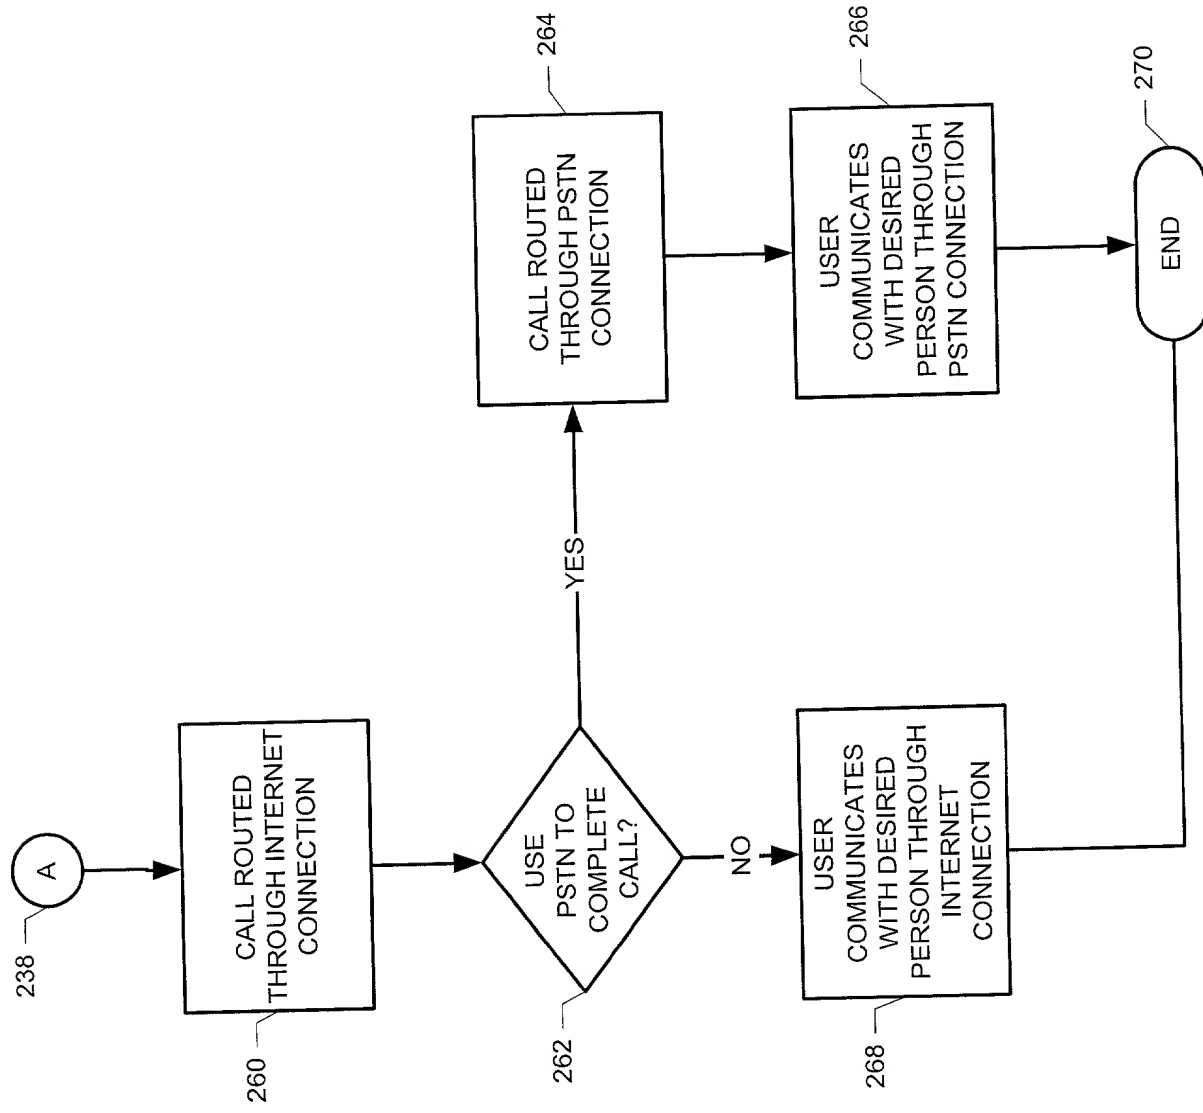 238
A
260
CALL ROUTED
THROUGH INTERNET
CONNECTION
262
USE
PSTN TO
COMPLETE
CALL?
YES
264
CALL ROUTED
THROUGH PSTN
CONNECTION
266
USER
COMMUNICATES
WITH DESIRED
PERSON THROUGH
PSTN CONNECTION
NO
268
USER
COMMUNICATES
WITH DESIRED
PERSON THROUGH
INTERNET
CONNECTION
270
END